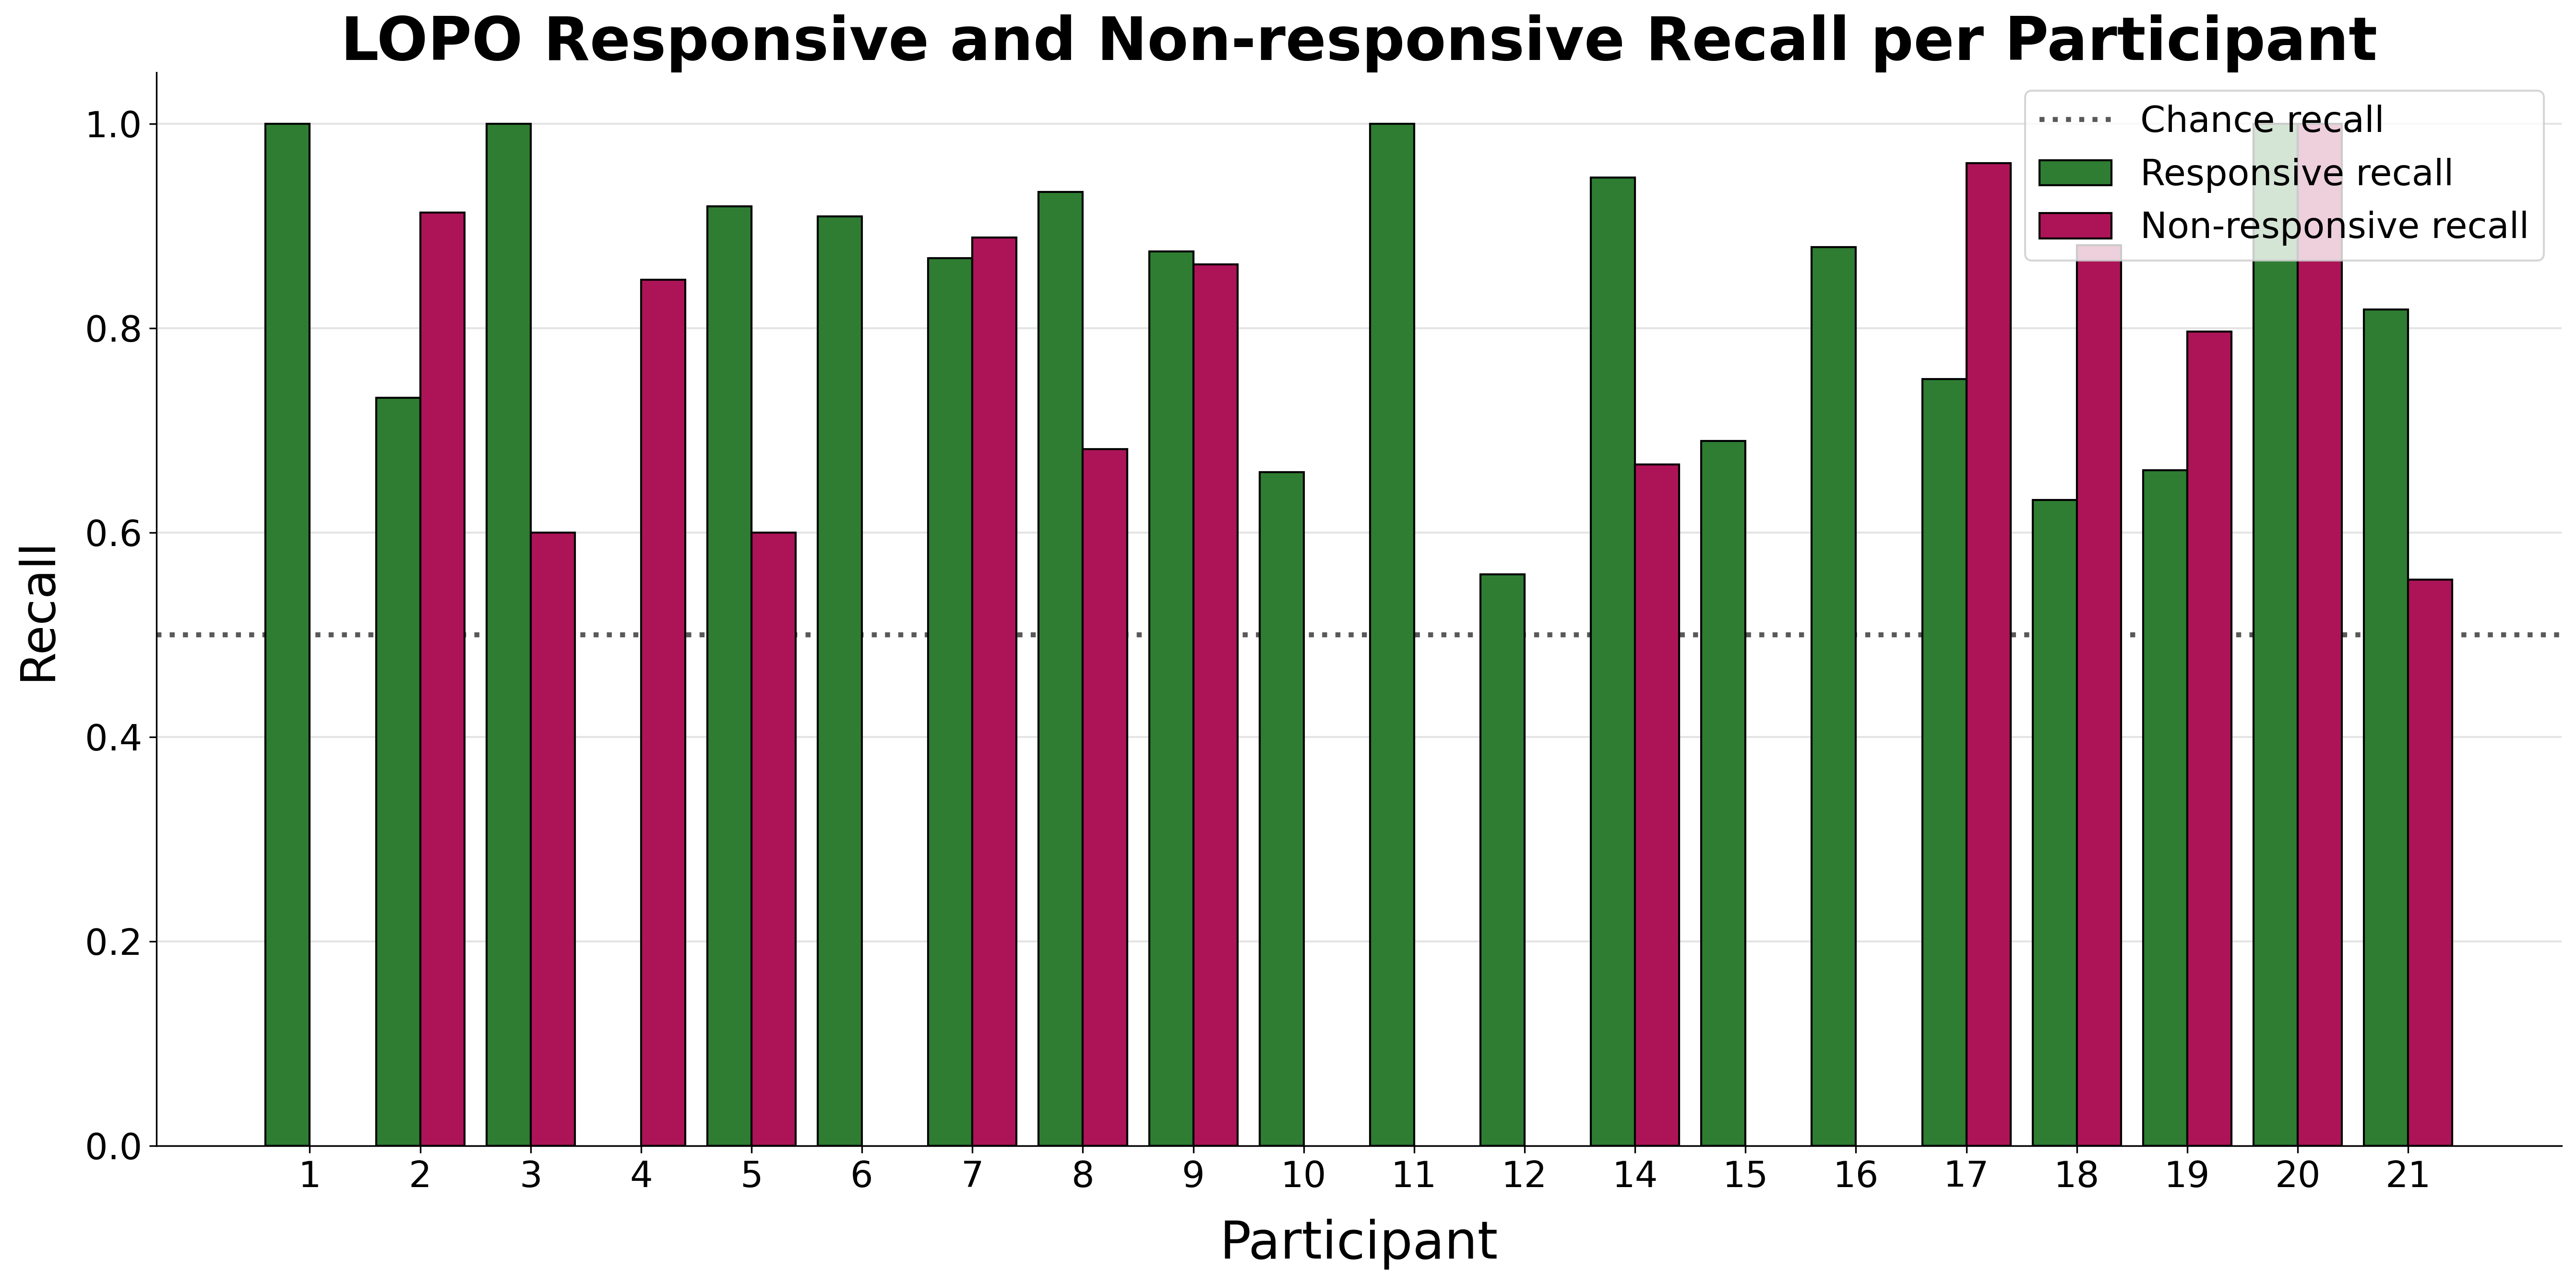 LOPO Responsive and Non-responsive Recall per Participant
Chance recall
Responsive recall
Non-responsive recall
Recall
1.0
0.8
0.6
0.4
0.2
0.0
1 2 3 4 5 6 7 8 9 10 11 12 14 15 16 17 18 19 20 21
Participant